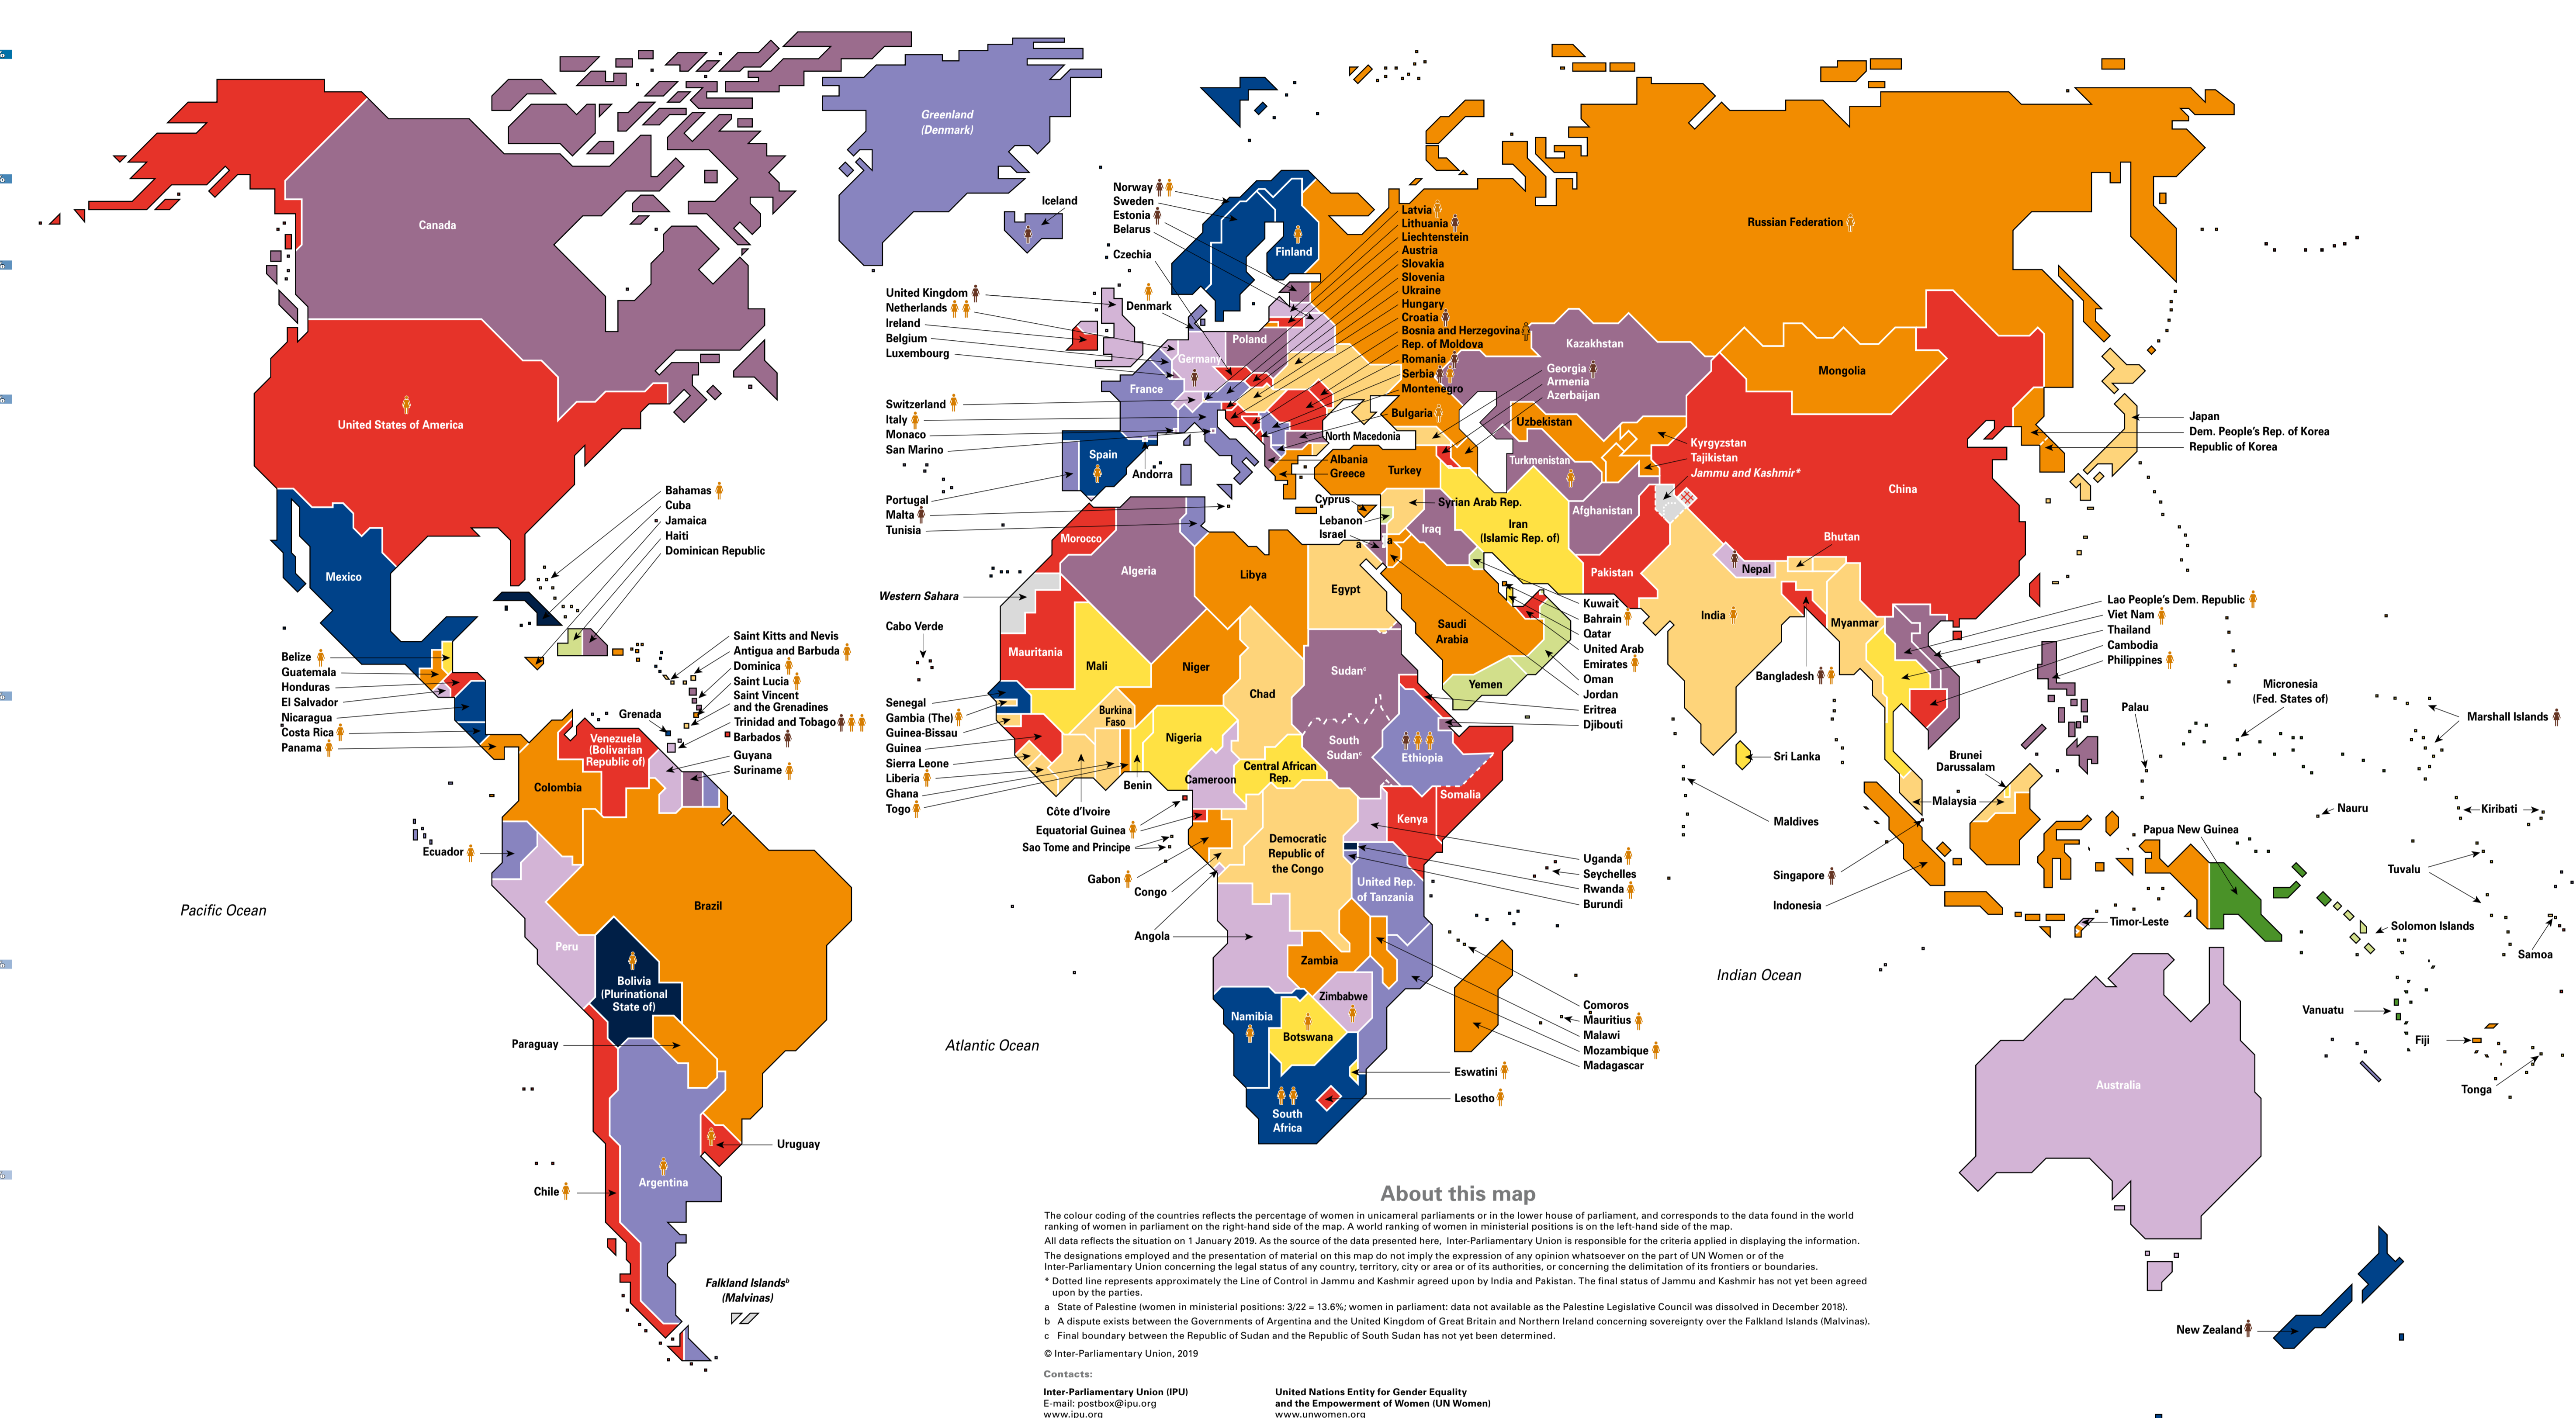 Greenland
(Denmark)
Iceland
Canada
United States of America
Mexico
Bahamas
Cuba
Jamaica
Haiti
Dominican Republic
Belize
Guatemala
Honduras
El Salvador
Nicaragua
Costa Rica
Panama
Saint Kitts and Nevis
Antigua and Barbuda
Dominica
Saint Lucia
Saint Vincent
and the Grenadines
Trinidad and Tobago
Barbados
Guyana
Suriname
Grenada
Venezuela
(Bolivarian
Republic of)
Colombia
Ecuador
Brazil
Peru
Bolivia
(Plurinational
State of)
Paraguay
Uruguay
Argentina
Chile
Falkland Islandsᵇ
(Malvinas)
Pacific Ocean
Atlantic Ocean
Indian Ocean
Norway
Sweden
Estonia
Belarus
Czechia
Finland
United Kingdom
Netherlands
Ireland
Belgium
Luxembourg
Denmark
Poland
Germany
France
Switzerland
Italy
Monaco
San Marino
Spain
Andorra
Portugal
Malta
Tunisia
Latvia
Lithuania
Liechtenstein
Austria
Slovakia
Slovenia
Ukraine
Hungary
Croatia
Bosnia and Herzegovina
Rep. of Moldova
Romania
Serbia
Montenegro
Bulgaria
North Macedonia
Albania
Greece
Turkey
Cyprus
Lebanon
Israel
a
a
Syrian Arab Rep.
Iraq
Iran
(Islamic Rep. of)
Georgia
Armenia
Azerbaijan
Russian Federation
Kazakhstan
Uzbekistan
Turkmenistan
Kyrgyzstan
Tajikistan
Jammu and Kashmir*
Afghanistan
Pakistan
Mongolia
China
Japan
Dem. People's Rep. of Korea
Republic of Korea
Bhutan
Nepal
India
Myanmar
Bangladesh
Sri Lanka
Maldives
Lao People's Dem. Republic
Viet Nam
Thailand
Cambodia
Philippines
Brunei
Darussalam
Malaysia
Singapore
Indonesia
Timor-Leste
Palau
Micronesia
(Fed. States of)
Marshall Islands
Nauru
Kiribati
Papua New Guinea
Tuvalu
Solomon Islands
Samoa
Vanuatu
Fiji
Tonga
Australia
New Zealand
Kuwait
Bahrain
Qatar
United Arab
Emirates
Oman
Jordan
Eritrea
Djibouti
Saudi
Arabia
Yemen
Morocco
Algeria
Libya
Egypt
Western Sahara
Cabo Verde
Mauritania
Mali
Niger
Chad
Sudanᶜ
South
Sudanᶜ
Senegal
Gambia (The)
Guinea-Bissau
Guinea
Sierra Leone
Liberia
Ghana
Togo
Burkina
Faso
Nigeria
Benin
Côte d'Ivoire
Cameroon
Central African
Rep.
Ethiopia
Somalia
Kenya
Equatorial Guinea
Sao Tome and Principe
Gabon
Congo
Democratic
Republic of
the Congo
United Rep.
of Tanzania
Uganda
Seychelles
Rwanda
Burundi
Angola
Zambia
Zimbabwe
Namibia
Botswana
South
Africa
Comoros
Mauritius
Malawi
Mozambique
Madagascar
Eswatini
Lesotho
About this map
The colour coding of the countries reflects the percentage of women in unicameral parliaments or in the lower house of parliament, and corresponds to the data found in the world
ranking of women in parliament on the right-hand side of the map. A world ranking of women in ministerial positions is on the left-hand side of the map.
All data reflects the situation on 1 January 2019. As the source of the data presented here, Inter-Parliamentary Union is responsible for the criteria applied in displaying the information.
The designations employed and the presentation of material on this map do not imply the expression of any opinion whatsoever on the part of UN Women or of the
Inter-Parliamentary Union concerning the legal status of any country, territory, city or area or of its authorities, or concerning the delimitation of its frontiers or boundaries.
* Dotted line represents approximately the Line of Control in Jammu and Kashmir agreed upon by India and Pakistan. The final status of Jammu and Kashmir has not yet been agreed
upon by the parties.
a State of Palestine (women in ministerial positions: 3/22 = 13.6%; women in parliament: data not available as the Palestine Legislative Council was dissolved in December 2018).
b A dispute exists between the Governments of Argentina and the United Kingdom of Great Britain and Northern Ireland concerning sovereignty over the Falkland Islands (Malvinas).
c Final boundary between the Republic of Sudan and the Republic of South Sudan has not yet been determined.
© Inter-Parliamentary Union, 2019
Contacts:
Inter-Parliamentary Union (IPU)
E-mail: postbox@ipu.org
www.ipu.org
United Nations Entity for Gender Equality
and the Empowerment of Women (UN Women)
www.unwomen.org